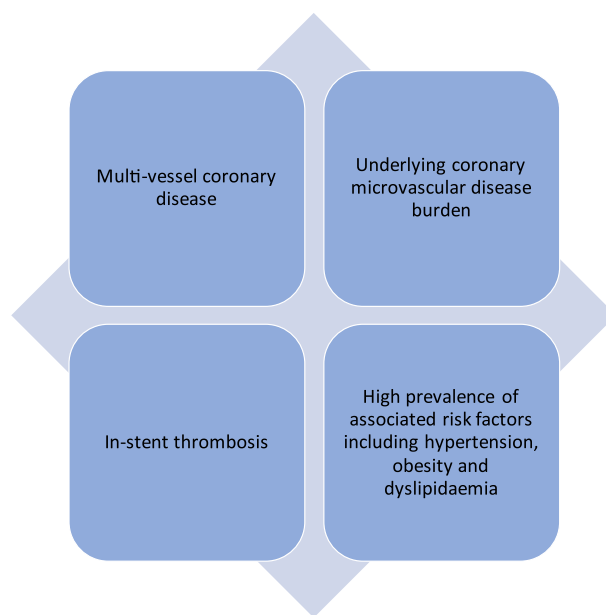 Multi-vessel coronary
disease
Underlying coronary
microvascular disease
burden
In-stent thrombosis
High prevalence of
associated risk factors
including hypertension,
obesity and
dyslipidaemia